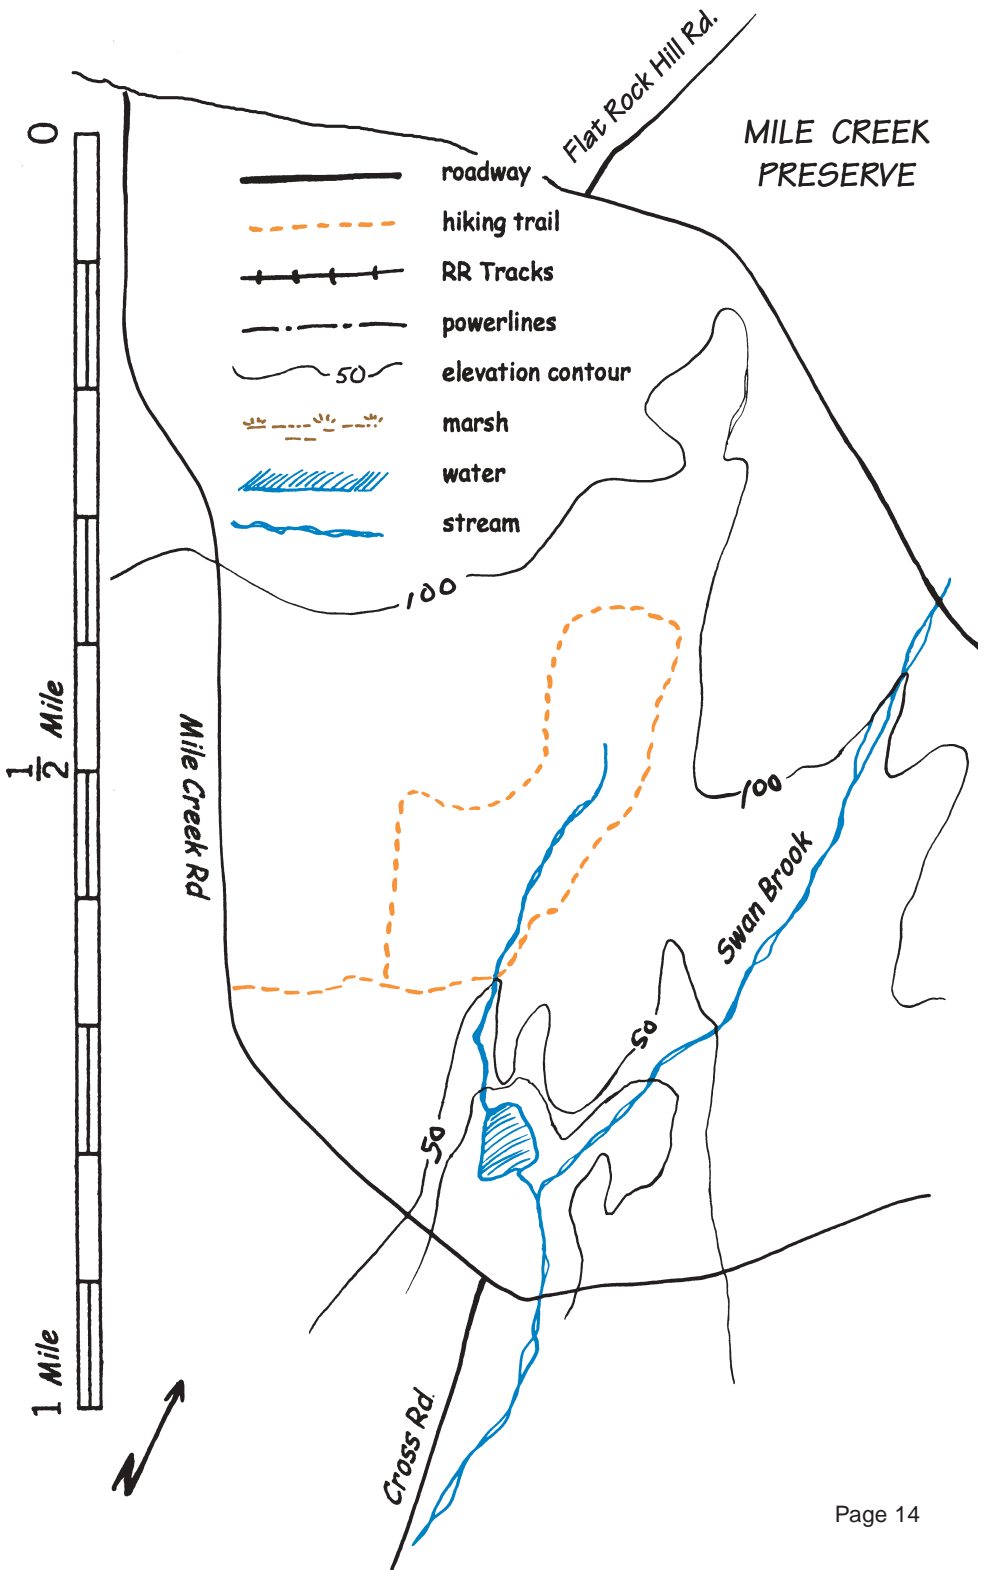 Flat Rock Hill Rd.
MILE CREEK
PRESERVE
0
roadway
hiking trail
RR Tracks
powerlines
50
elevation contour
marsh
water
stream
100
1/2 Mile
Mile Creek Rd
100
Swan Brook
50
50
1 Mile
N
Cross Rd.
Page 14